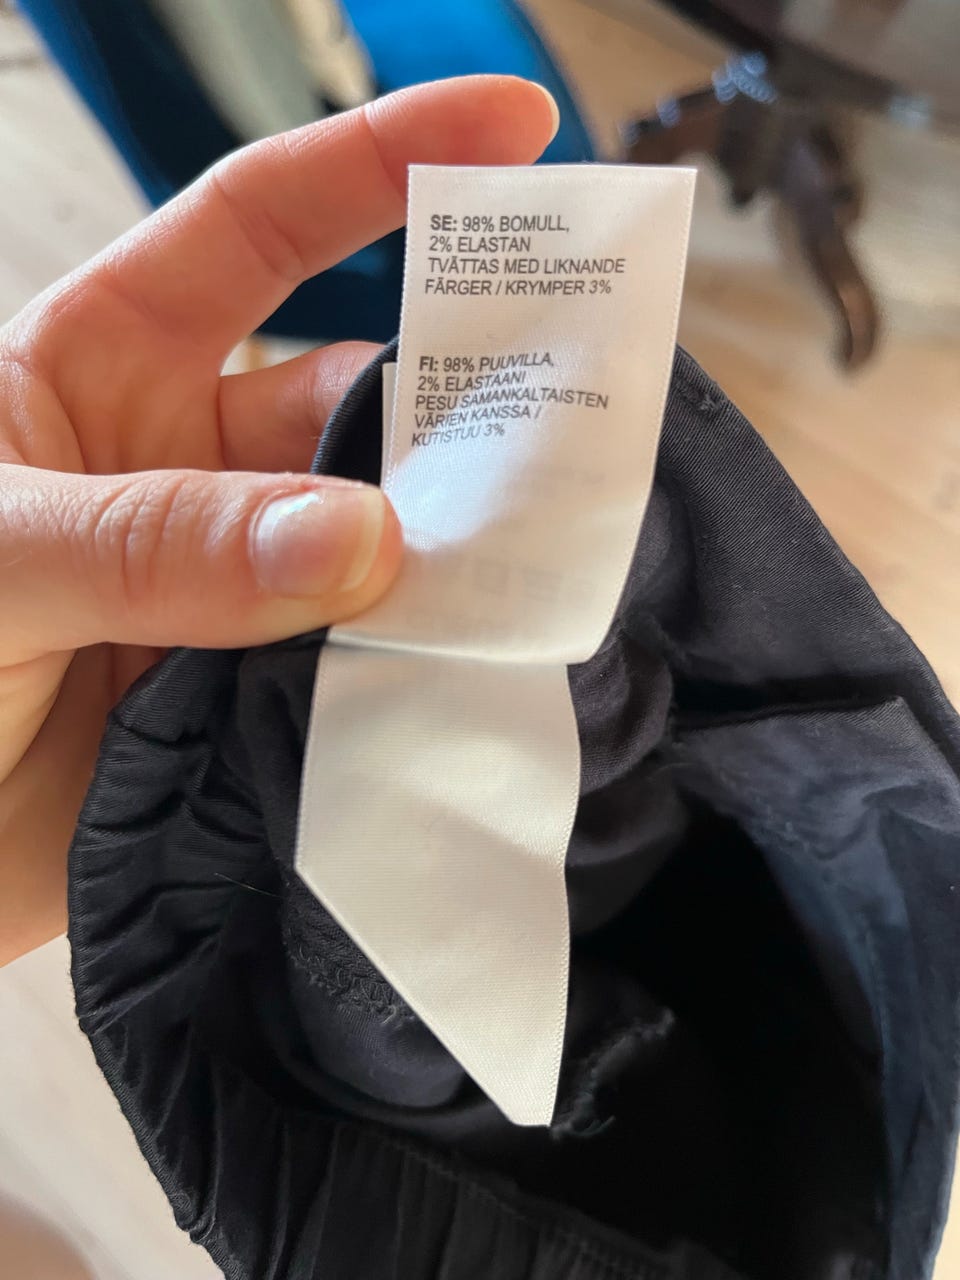 SE: 98% BOMULL,
2% ELASTAN
TVÄTTAS MED LIKNANDE
FÄRGER / KRYMPER 3%
FI: 98% PUUVILLA,
2% ELASTAANI
PESU SAMANKALTAISTEN
VÄRIEN KANSSA /
KUTISTUU 3%